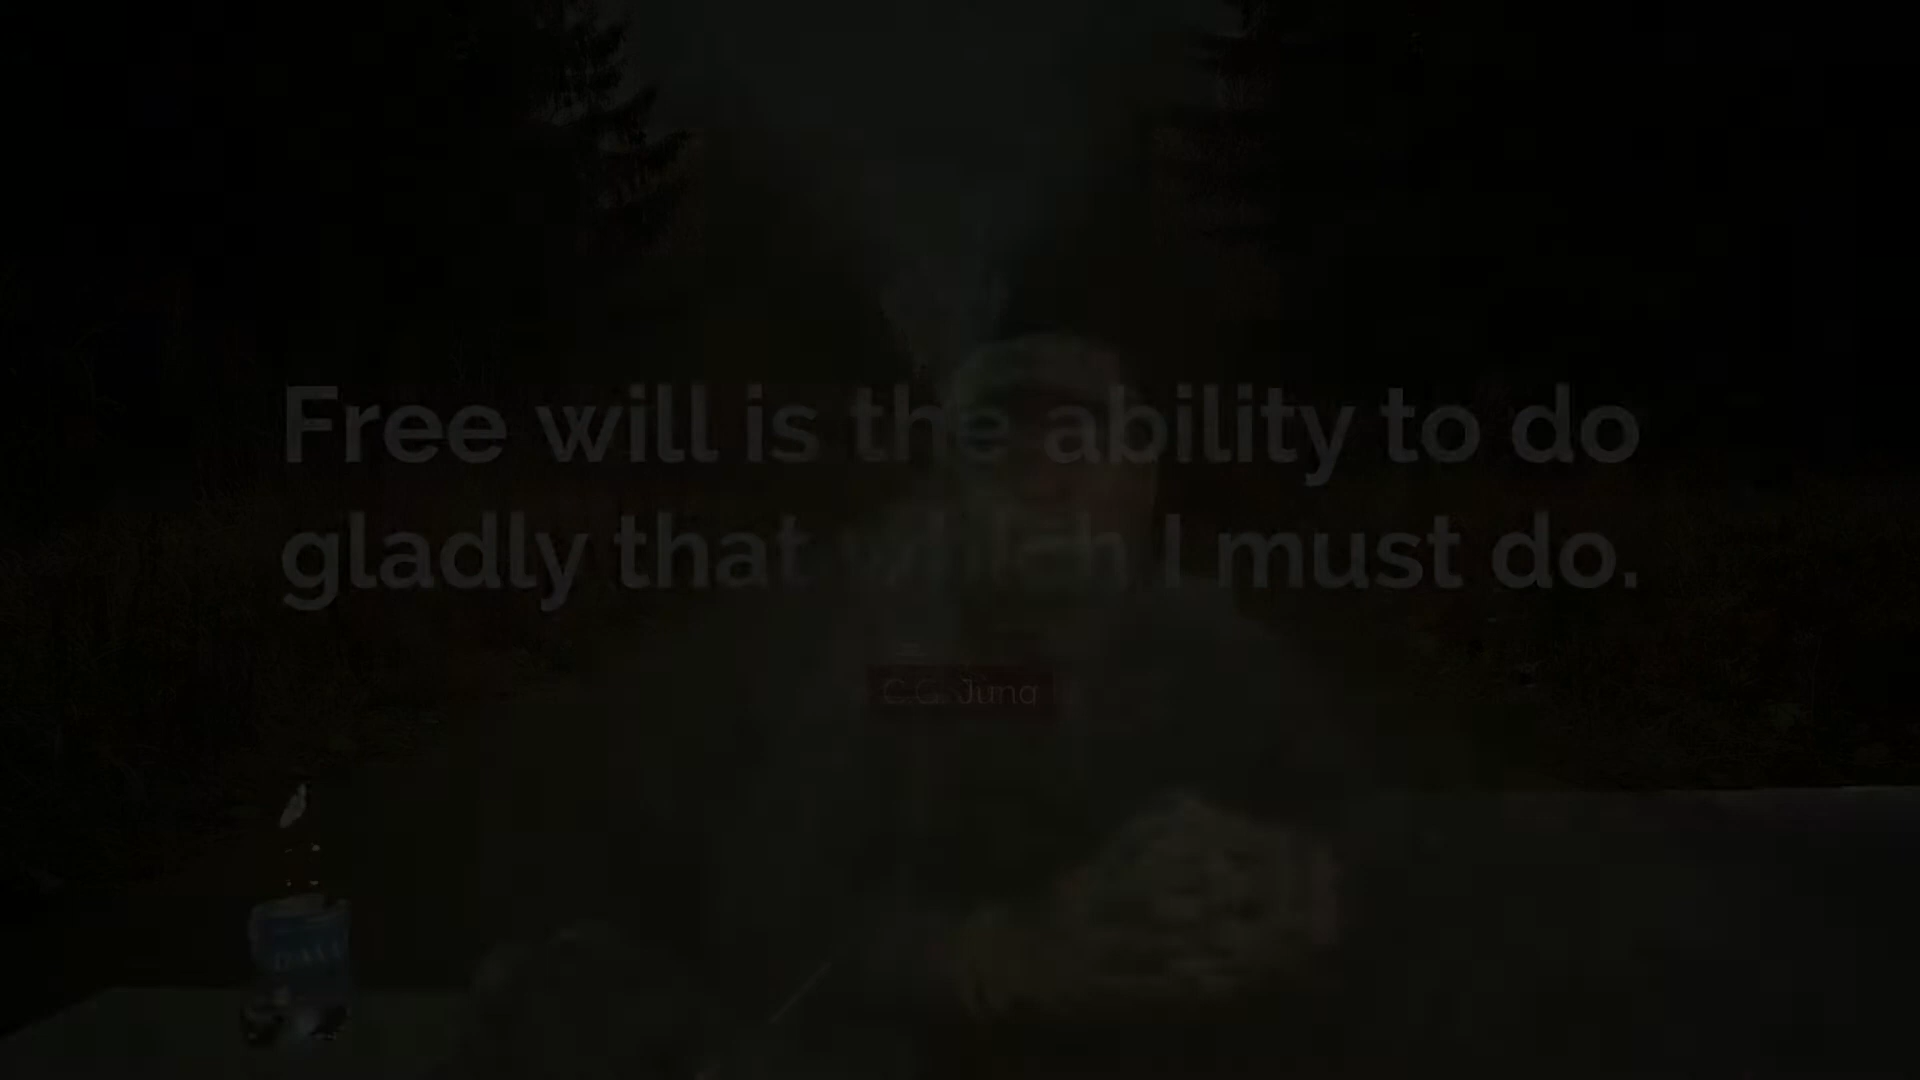 Free will is the ability to do
gladly that which I must do.
C.G. Jung